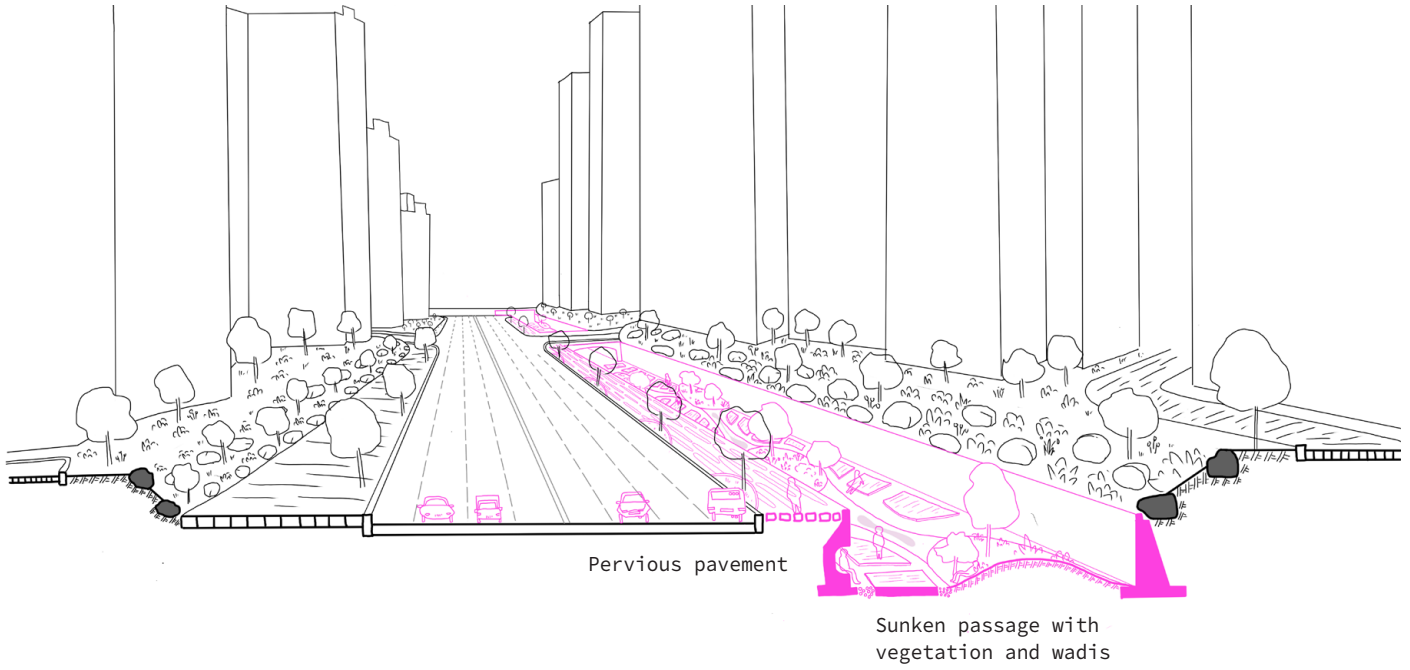 Pervious pavement
Sunken passage with
vegetation and wadis